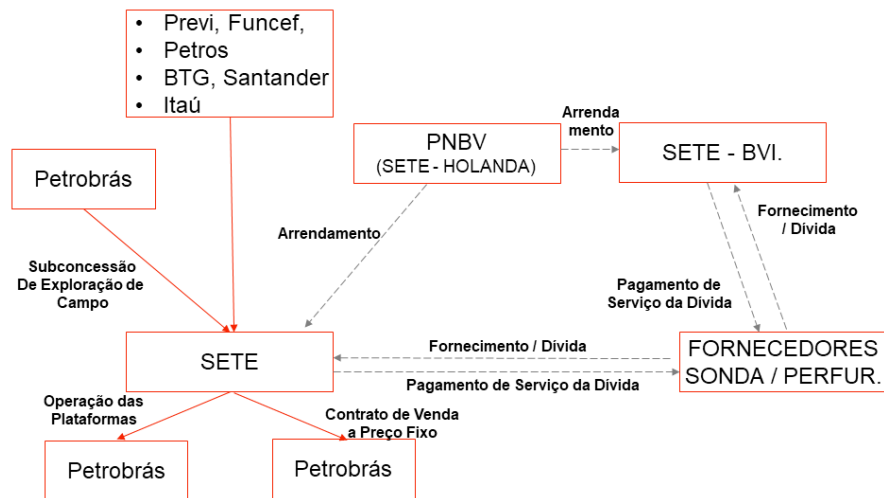 • Previ, Funcef,
• Petros
• BTG, Santander
• Itaú
Arrenda
mento
PNBV
(SETE - HOLANDA)
SETE - BVI.
Petrobrás
Fornecimento
/ Dívida
Arrendamento
Subconcessão
De Exploração de
Campo
Pagamento de
Serviço da Dívida
Fornecimento / Dívida
SETE
FORNECEDORES
SONDA / PERFUR.
Pagamento de Serviço da Dívida
Operação das
Plataformas
Contrato de Venda
a Preço Fixo
Petrobrás
Petrobrás